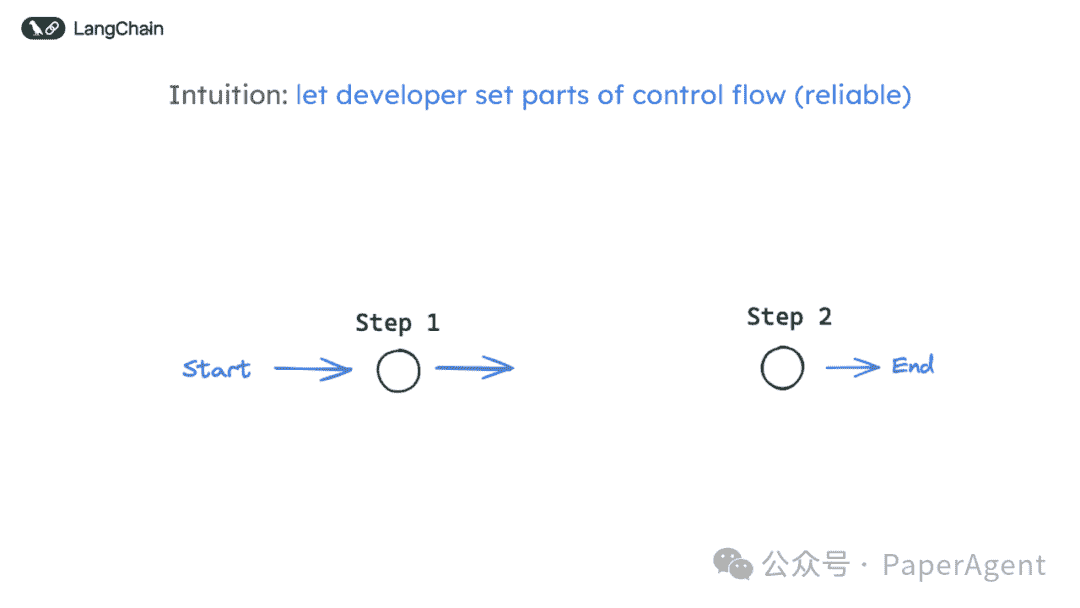 LangChain
Intuition: let developer set parts of control flow (reliable)
Step 1
Step 2
Start
End
公众号 · PaperAgent